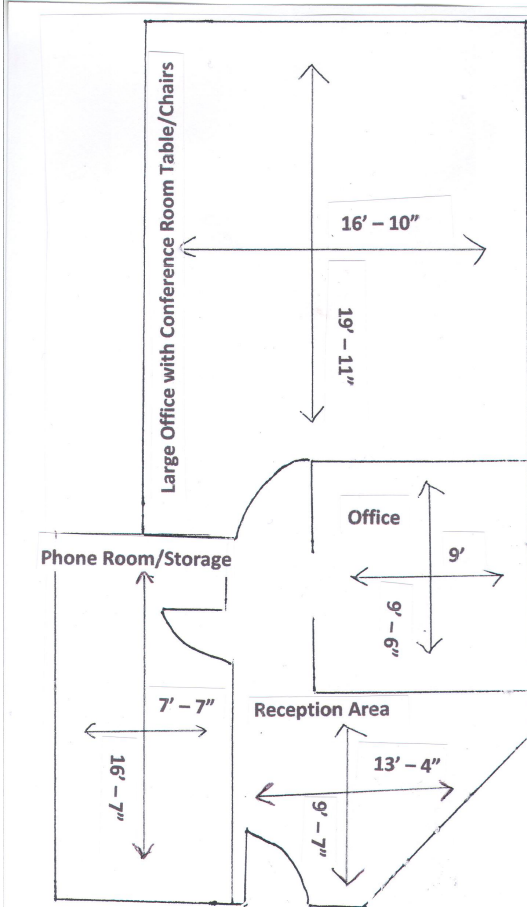 Large Office with Conference Room Table/Chairs
16’ – 10”
19’ – 11”
Office
9’
9’ – 6”
Phone Room/Storage
7’ – 7”
16’ – 7”
Reception Area
13’ – 4”
9’ – 7”